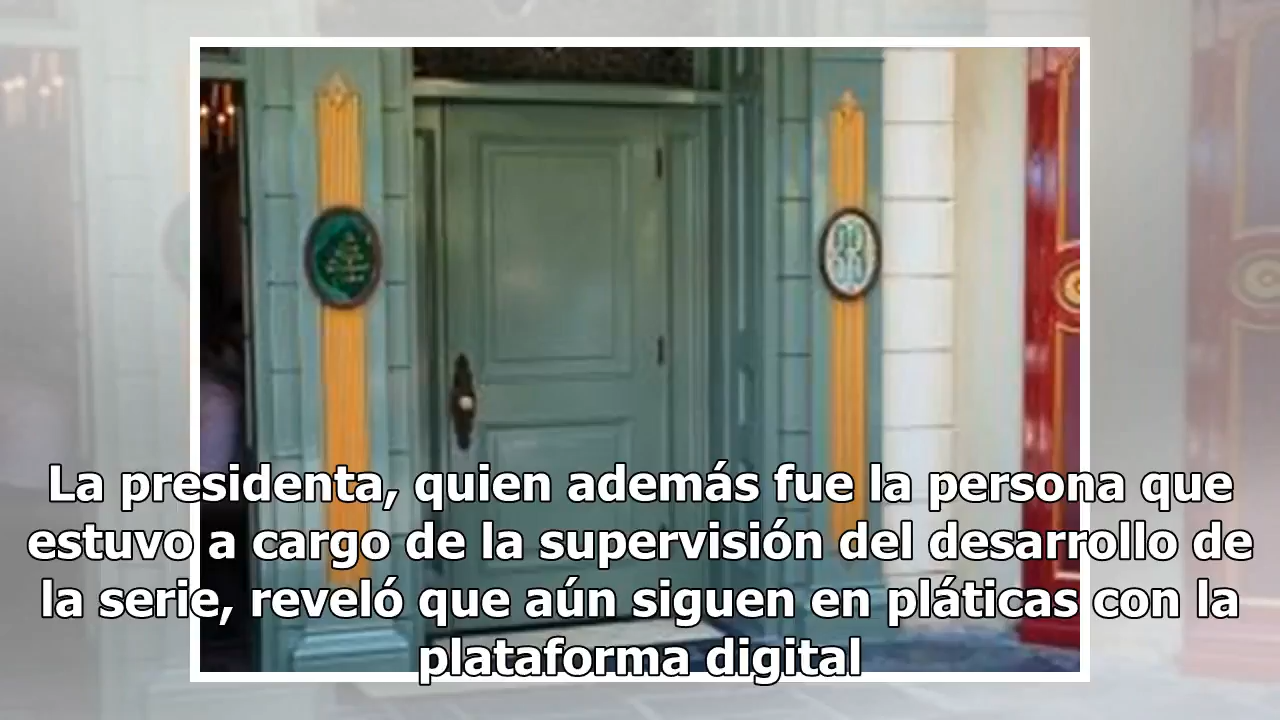 33
La presidenta, quien además fue la persona que
estuvo a cargo de la supervisión del desarrollo de
la serie, reveló que aún siguen en pláticas con la
plataforma digital